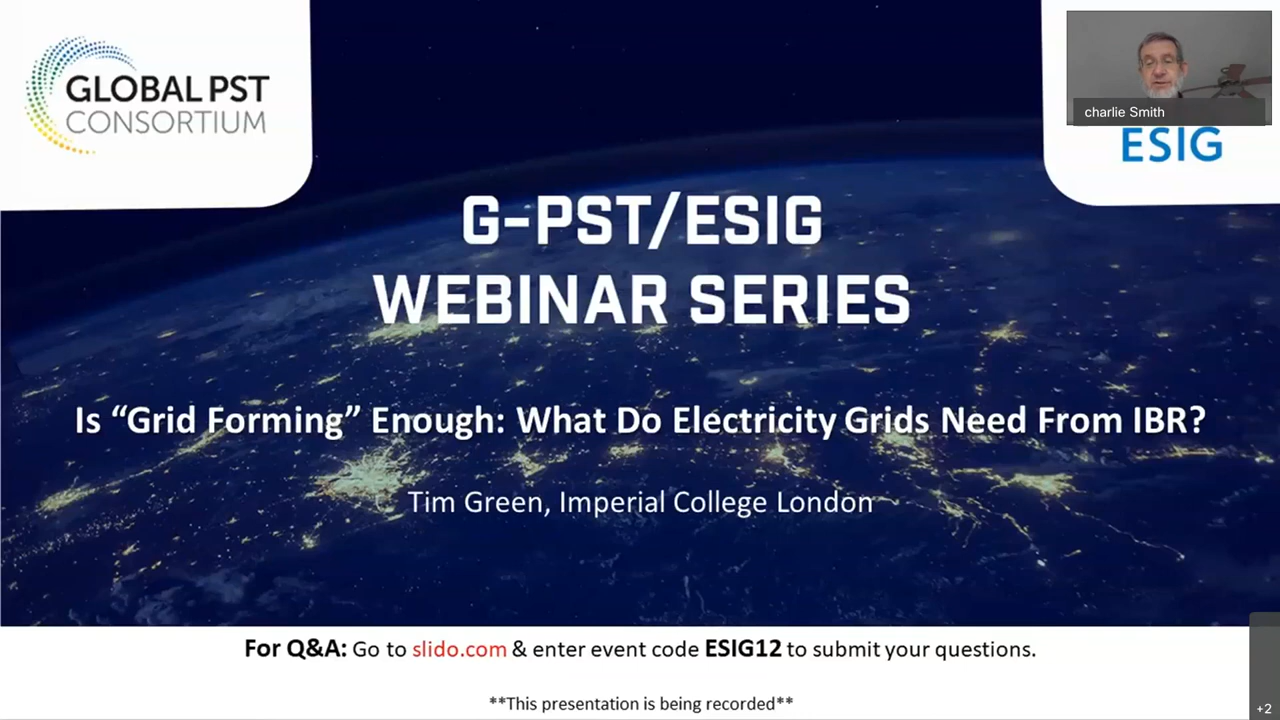 GLOBAL PST
CONSORTIUM
charlie Smith
ESIG
G-PST/ESIG
WEBINAR SERIES
Is “Grid Forming” Enough: What Do Electricity Grids Need From IBR?
Tim Green, Imperial College London
For Q&A: Go to slido.com & enter event code ESIG12 to submit your questions.
**This presentation is being recorded**
+2